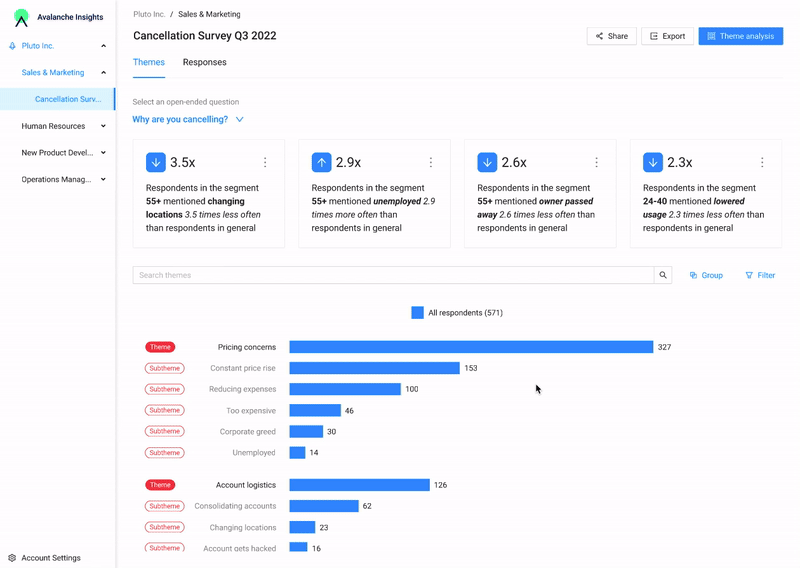 Avalanche Insights
Pluto Inc.
Sales & Marketing
Cancellation Surv...
Human Resources
New Product Devel...
Operations Manag...
Account Settings
Pluto Inc. / Sales & Marketing
Cancellation Survey Q3 2022
Share
Export
Theme analysis
Themes
Responses
Select an open-ended question
Why are you cancelling?
3.5x
Respondents in the segment
55+ mentioned changing
locations 3.5 times less often
than respondents in general
2.9x
Respondents in the segment
55+ mentioned unemployed 2.9
times more often than
respondents in general
2.6x
Respondents in the segment
55+ mentioned owner passed
away 2.6 times less often than
respondents in general
2.3x
Respondents in the segment
24-40 mentioned lowered
usage 2.3 times less often than
respondents in general
Search themes
Group
Filter
All respondents (571)
Theme Pricing concerns 327
Subtheme Constant price rise 153
Subtheme Reducing expenses 100
Subtheme Too expensive 46
Subtheme Corporate greed 30
Subtheme Unemployed 14
Theme Account logistics 126
Subtheme Consolidating accounts 62
Subtheme Changing locations 23
Subtheme Account gets hacked 16